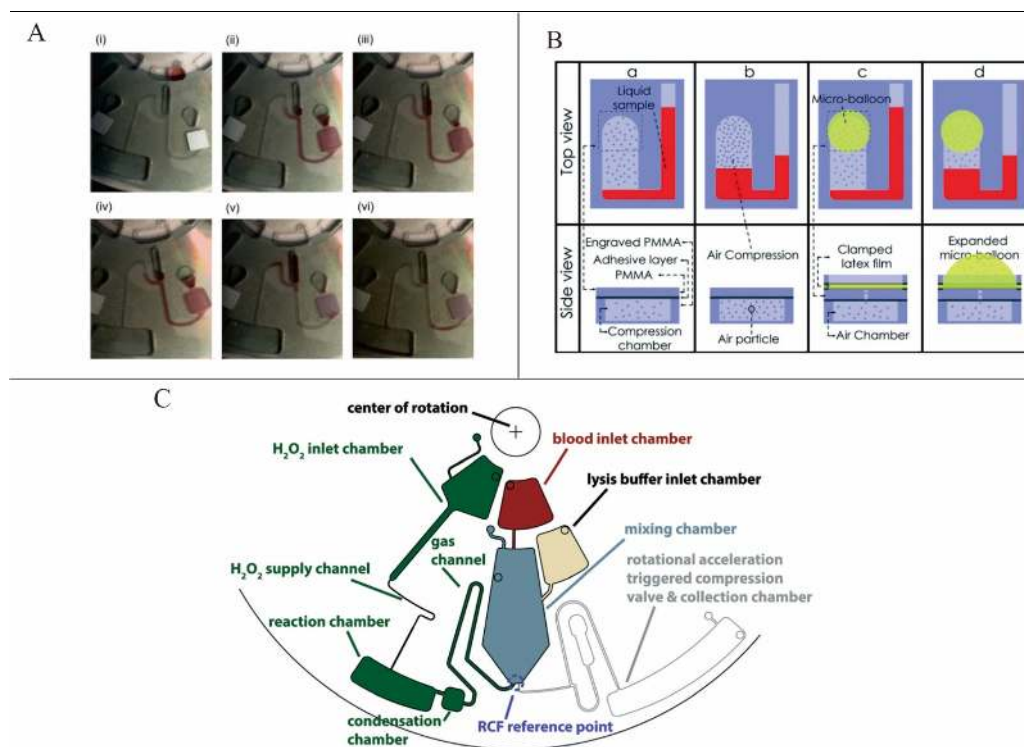 A
(i)
(ii)
(iii)
(iv)
(v)
(vi)
B
a
b
c
d
Top view
Liquid
sample
Micro-balloon
Side view
Engraved PMMA
Adhesive layer
PMMA
Compression
chamber
Air Compression
Air particle
Clamped
latex film
Air Chamber
Expanded
micro-balloon
C
center of rotation
H₂O₂ inlet chamber
blood inlet chamber
lysis buffer inlet chamber
gas
channel
mixing chamber
H₂O₂ supply channel
rotational acceleration
triggered compression
valve & collection chamber
reaction chamber
condensation
chamber
RCF reference point